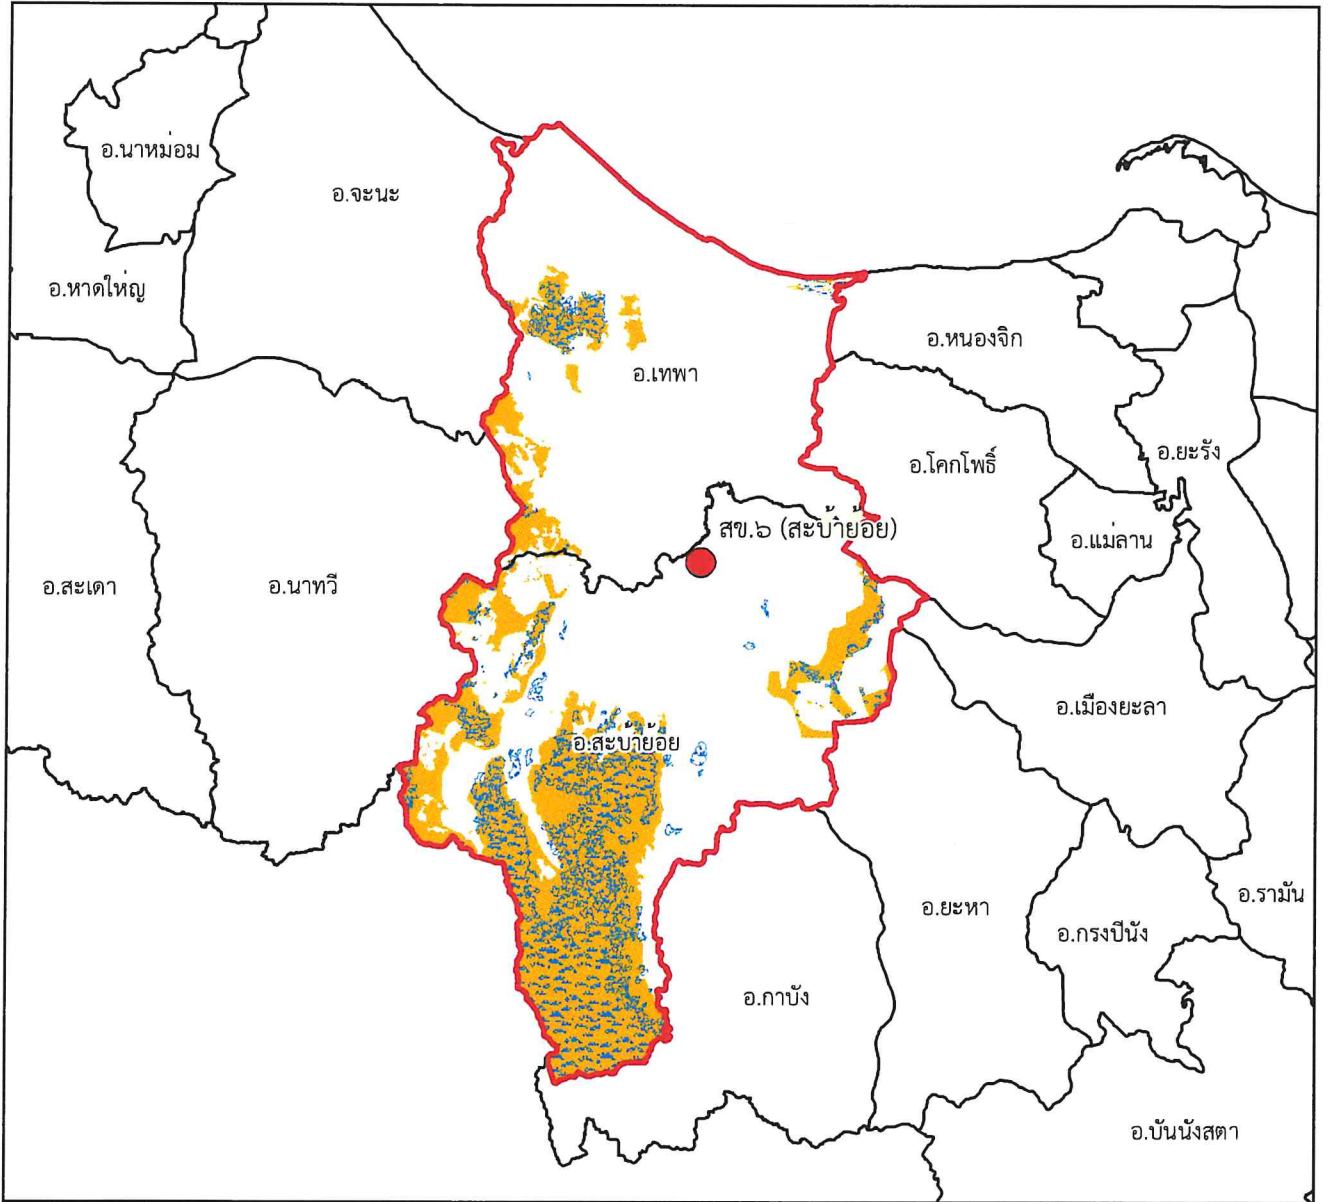 อ.นาหม่อม
อ.จะนะ
อ.หาดใหญ่
อ.หนองจิก
อ.เทพา
อ.ยะรัง
อ.โคกโพธิ์
สข.๖ (สะบ้าย้อย)
อ.แม่ลาน
อ.สะเดา
อ.นาทวี
อ.เมืองยะลา
อ.สะบ้าย้อย
อ.รามัน
อ.ยะหา
อ.กรงปินัง
อ.กาบัง
อ.บันนังสตา